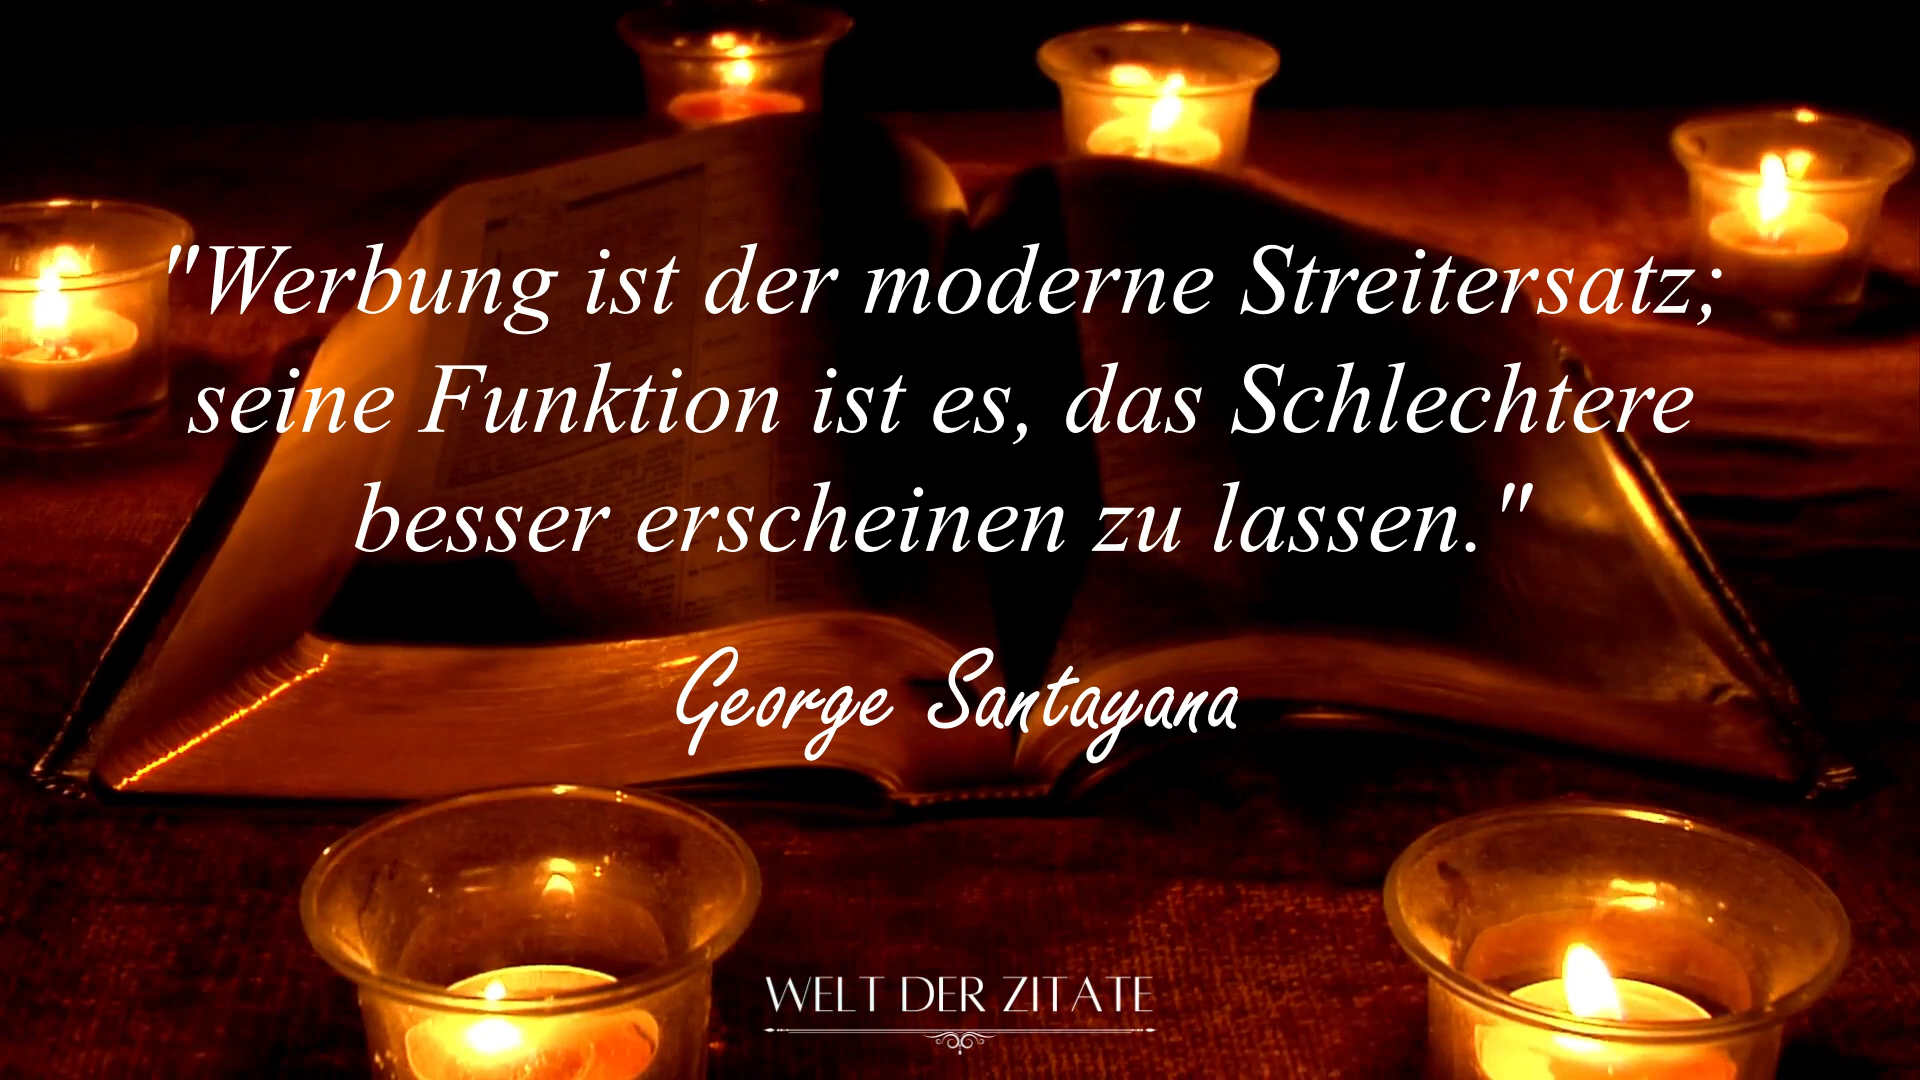 "Werbung ist der moderne Streitersatz;
seine Funktion ist es, das Schlechtere
besser erscheinen zu lassen."
George Santayana
WELT DER ZITATE